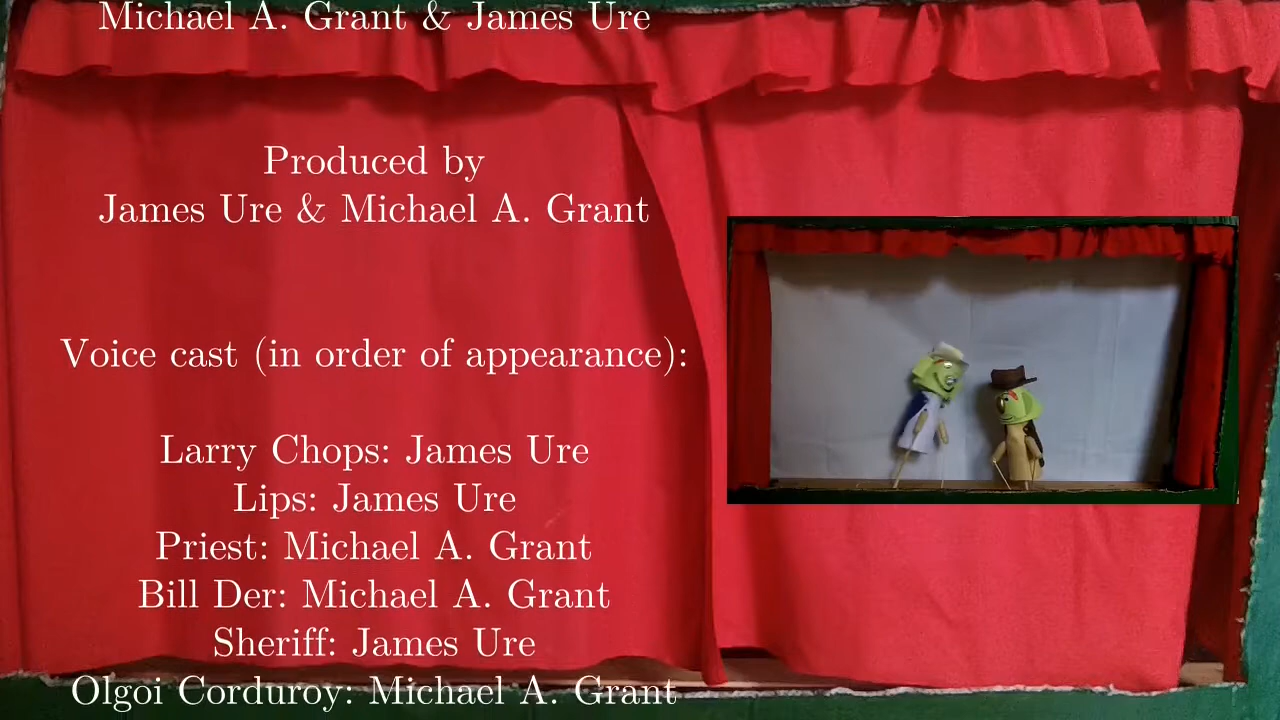 Michael A. Grant & James Ure
Produced by
James Ure & Michael A. Grant
Voice cast (in order of appearance):
Larry Chops: James Ure
Lips: James Ure
Priest: Michael A. Grant
Bill Der: Michael A. Grant
Sheriff: James Ure
Olgoi Corduroy: Michael A. Grant